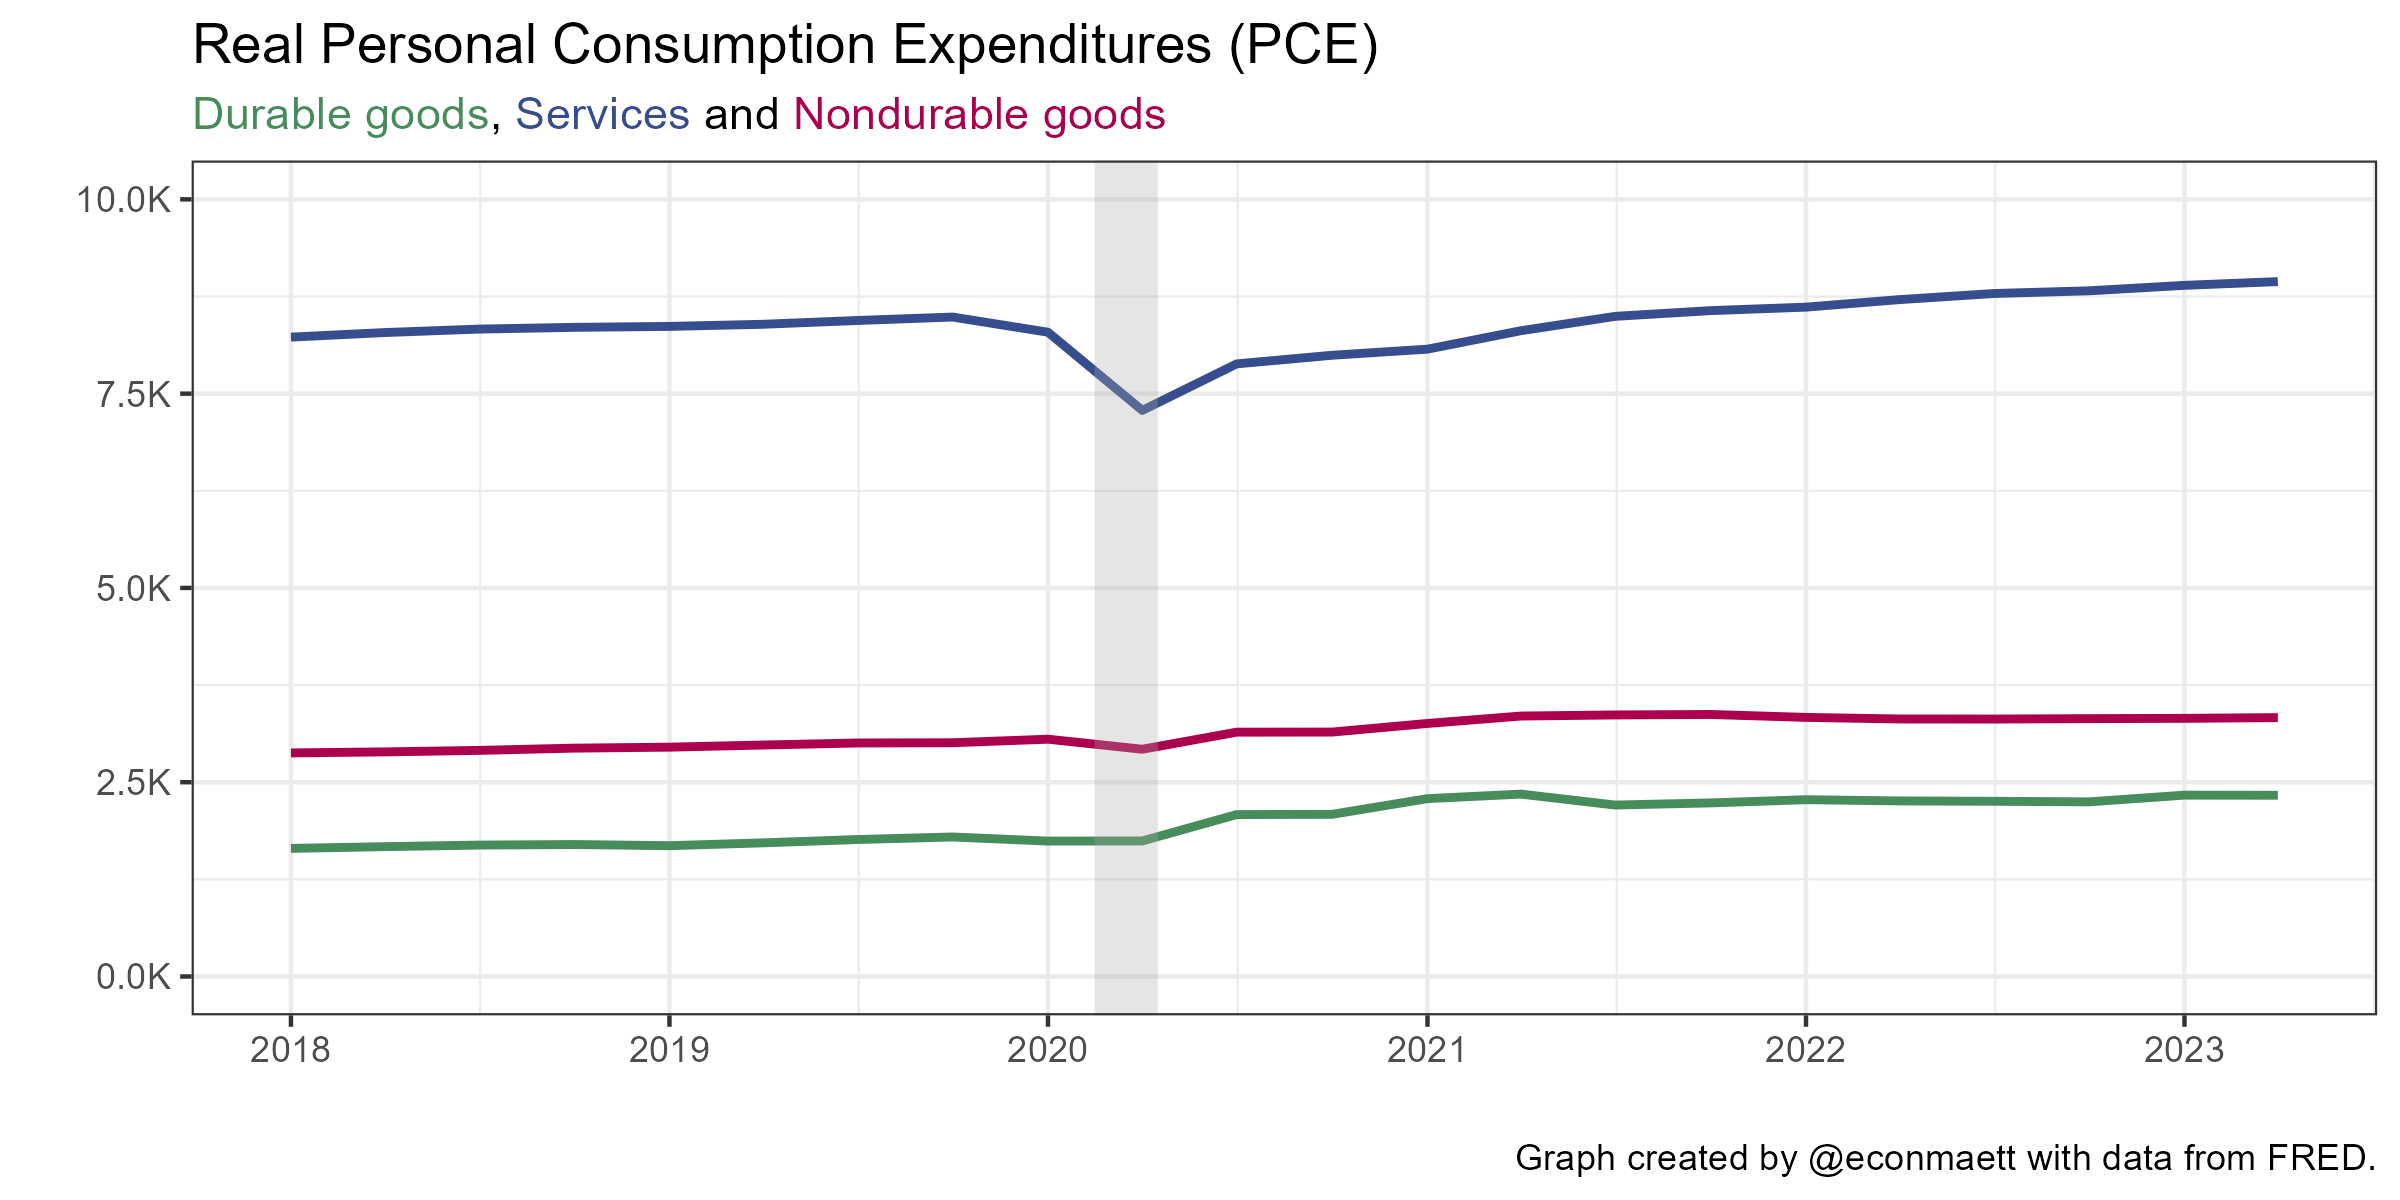 Real Personal Consumption Expenditures (PCE)
Durable goods, Services and Nondurable goods
10.0K
7.5K
5.0K
2.5K
0.0K
2018 2019 2020 2021 2022 2023
Graph created by @econmaett with data from FRED.